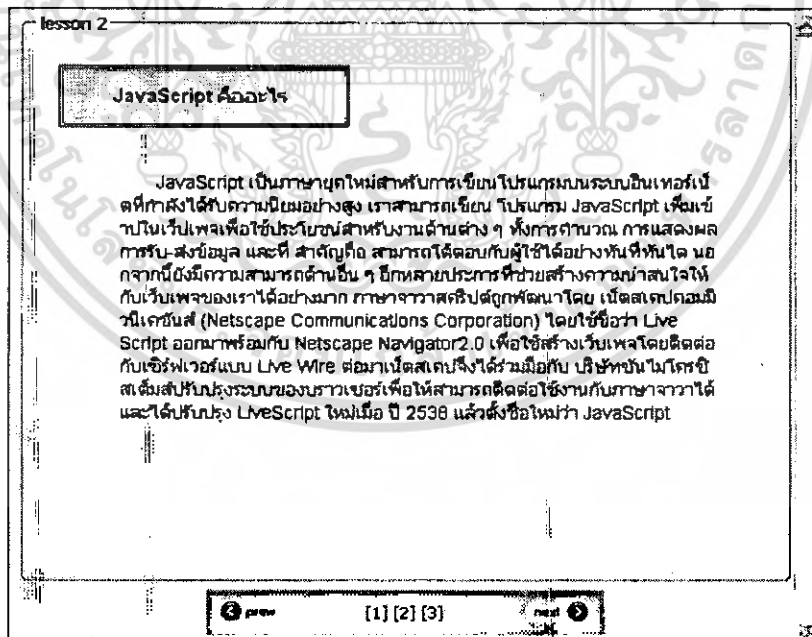 lesson 2
JavaScript คืออะไร
JavaScript เป็นภาษายุคใหม่สำหรับการเขียนโปรแกรมบนระบบอินเทอร์เน็
ตที่กำลังได้รับความนิยมอย่างสูง เราสามารถเขียน โปรแกรม JavaScript เพิ่มเข้
าไปในเว็บเพจเพื่อใช้ประโยชน์สำหรับงานด้านต่าง ๆ ทั้งการคำนวณ การแสดงผล
การรับ-ส่งข้อมูล และที่ สำคัญคือ สามารถโต้ตอบกับผู้ใช้ได้อย่างทันทีทันใด นอ
กจากนี้ยังมีความสามารถด้านอื่น ๆ อีกหลายประการที่ช่วยสร้างความน่าสนใจให้
กับเว็บเพจของเราได้อย่างมาก ภาษาจาวาสคริปต์ถูกพัฒนาโดย เน็ตสเคปคอมมิ
วนิเคชันส์ (Netscape Communications Corporation) โดยใช้ชื่อว่า Live
Script ออกมาพร้อมกับ Netscape Navigator2.0 เพื่อใช้สร้างเว็บเพจโดยติดต่อ
กับเซิร์ฟเวอร์แบบ Live Wire ต่อมาเน็ตสเคปจึงได้ร่วมมือกับ บริษัทซันไมโครซิ
สเต็มส์ปรับปรุงระบบของบราวเซอร์เพื่อให้สามารถติดต่อใช้งานกับภาษาจาวาได้
และได้ปรับปรุง LiveScript ใหม่เมื่อ ปี 2538 แล้วตั้งชื่อใหม่ว่า JavaScript
prev [1] [2] [3] next